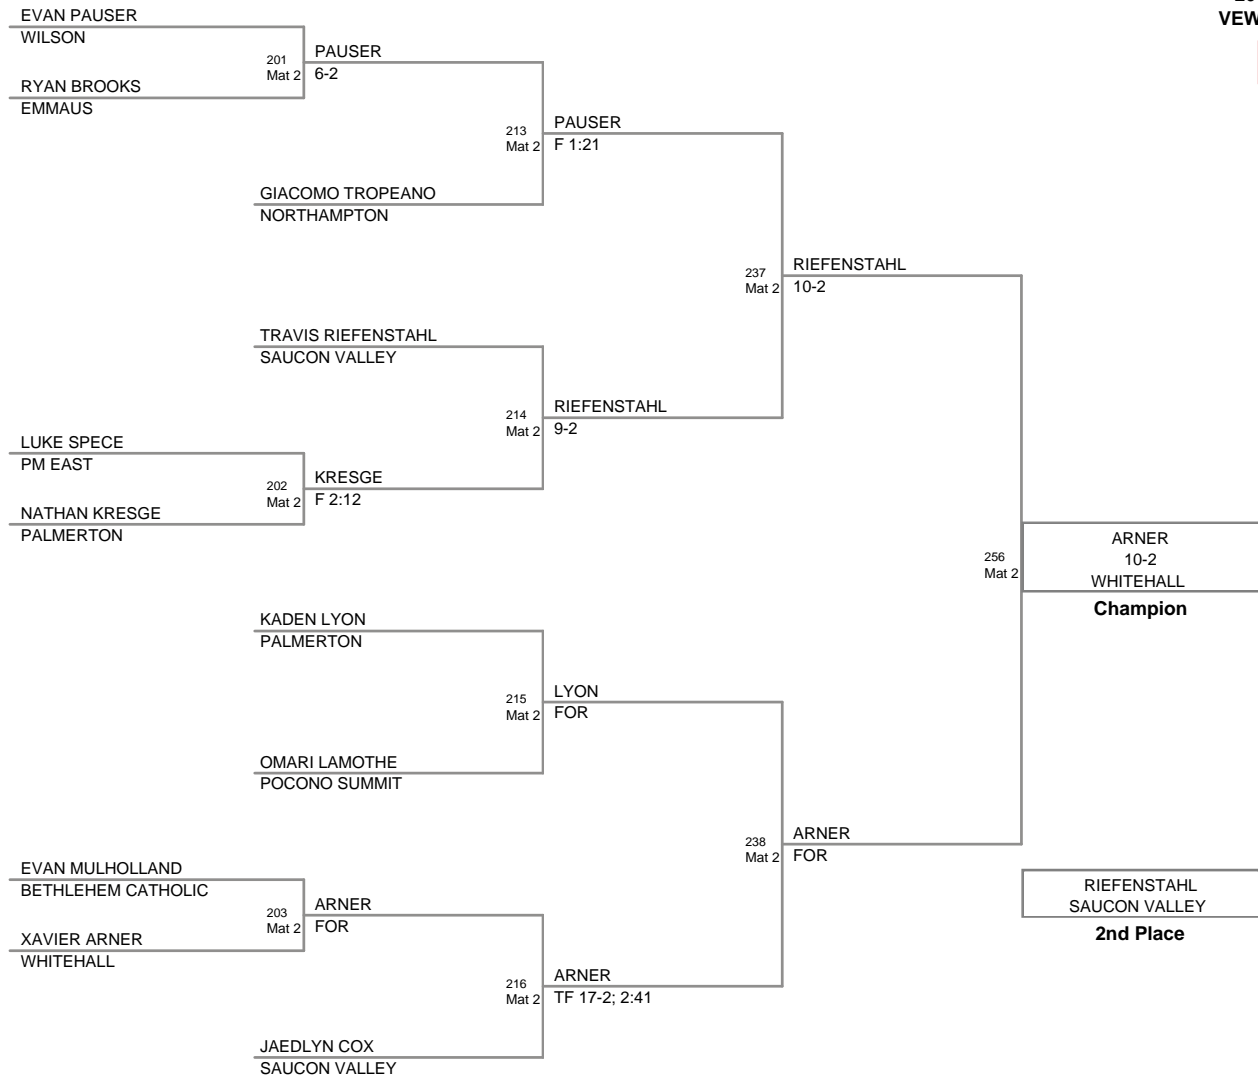 VEW
EVAN PAUSER
WILSON
201
Mat 2
PAUSER
6-2
RYAN BROOKS
EMMAUS
213
Mat 2
PAUSER
F 1:21
GIACOMO TROPEANO
NORTHAMPTON
237
Mat 2
RIEFENSTAHL
10-2
TRAVIS RIEFENSTAHL
SAUCON VALLEY
214
Mat 2
RIEFENSTAHL
9-2
LUKE SPECE
PM EAST
202
Mat 2
KRESGE
F 2:12
NATHAN KRESGE
PALMERTON
256
Mat 2
ARNER
10-2
WHITEHALL
Champion
KADEN LYON
PALMERTON
215
Mat 2
LYON
FOR
OMARI LAMOTHE
POCONO SUMMIT
238
Mat 2
ARNER
FOR
EVAN MULHOLLAND
BETHLEHEM CATHOLIC
203
Mat 2
ARNER
FOR
XAVIER ARNER
WHITEHALL
RIEFENSTAHL
SAUCON VALLEY
2nd Place
216
Mat 2
ARNER
TF 17-2; 2:41
JAEDLYN COX
SAUCON VALLEY